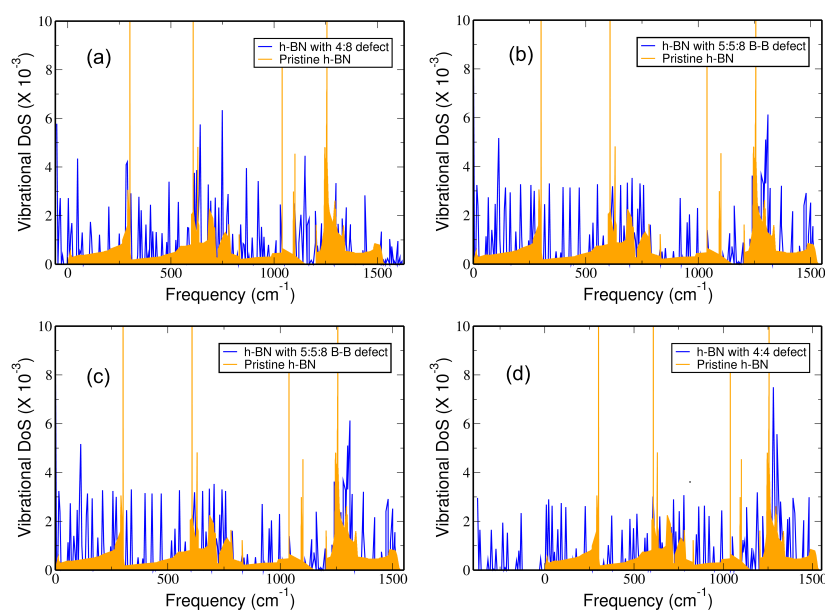 10
8
6
4
2
0
Vibrational DoS (X 10⁻³)
(a)
h-BN with 4:8 defect
Pristine h-BN
0 500 1000 1500
Frequency (cm⁻¹)
10
8
6
4
2
0
Vibrational DoS (X 10⁻³)
(b)
h-BN with 5:5:8 B-B defect
Pristine h-BN
0 500 1000 1500
Frequency (cm⁻¹)
10
8
6
4
2
0
Vibrational DoS (X 10⁻³)
(c)
h-BN with 5:5:8 B-B defect
Pristine h-BN
0 500 1000 1500
Frequency (cm⁻¹)
10
8
6
4
2
0
Vibrational DoS (X 10⁻³)
(d)
h-BN with 4:4 defect
Pristine h-BN
0 500 1000 1500
Frequency (cm⁻¹)